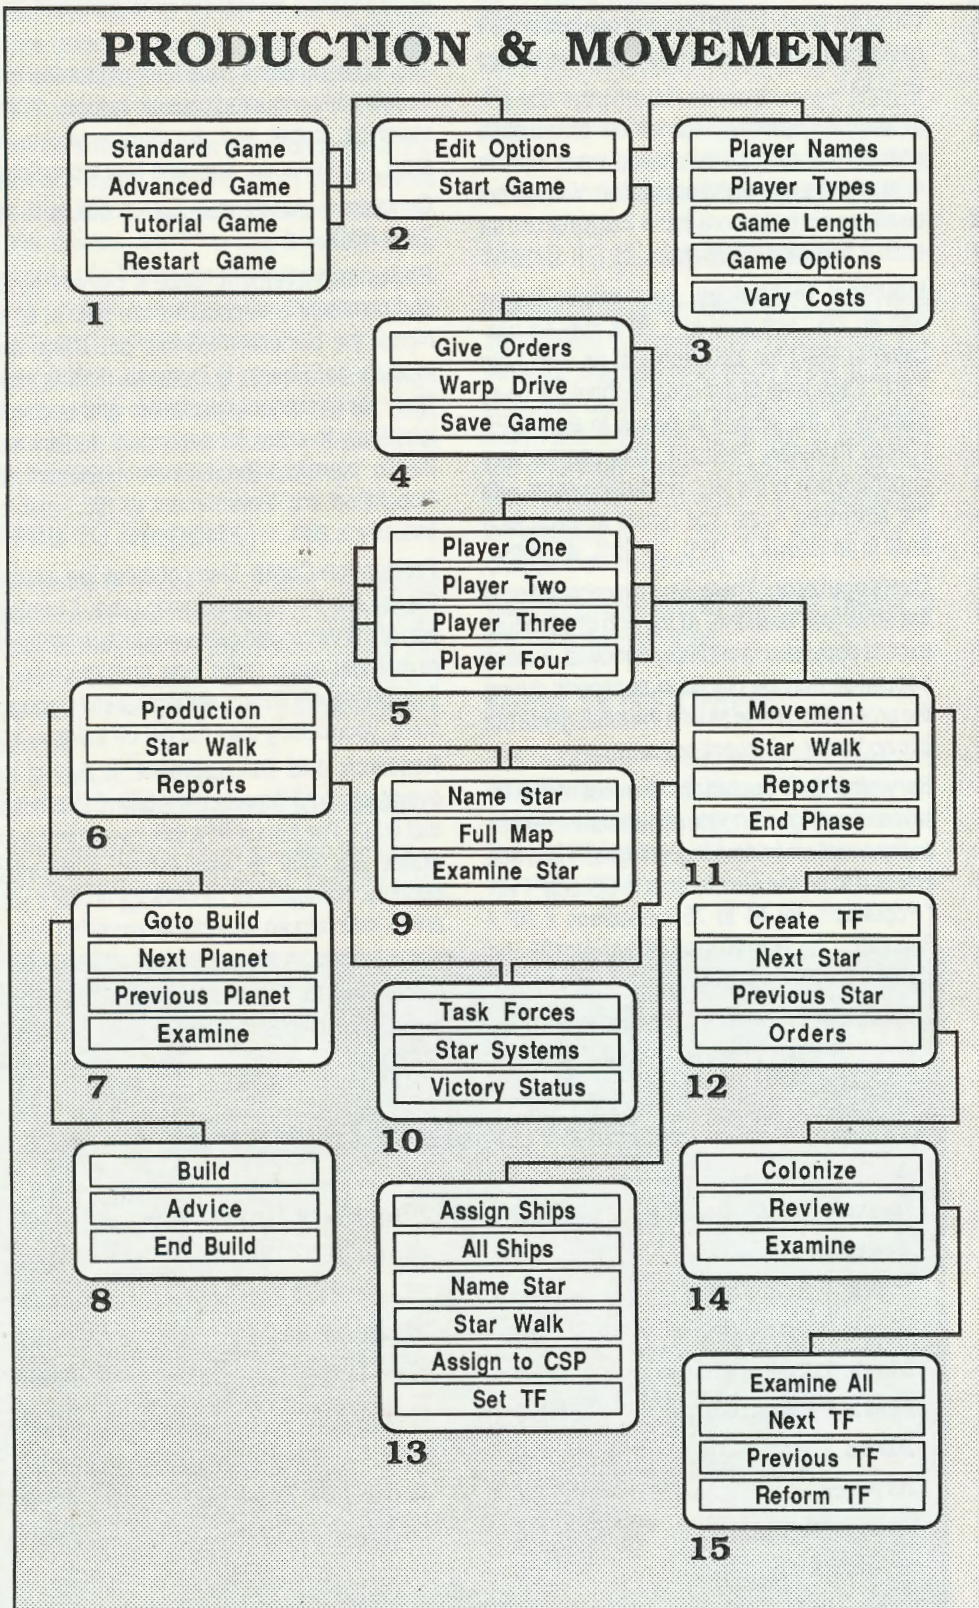 PRODUCTION & MOVEMENT
Standard Game
Advanced Game
Tutorial Game
Restart Game
1
Edit Options
Start Game
2
Player Names
Player Types
Game Length
Game Options
Vary Costs
3
Give Orders
Warp Drive
Save Game
4
Player One
Player Two
Player Three
Player Four
5
Production
Star Walk
Reports
6
Goto Build
Next Planet
Previous Planet
Examine
7
Build
Advice
End Build
8
Name Star
Full Map
Examine Star
9
Task Forces
Star Systems
Victory Status
10
Movement
Star Walk
Reports
End Phase
11
Create TF
Next Star
Previous Star
Orders
12
Assign Ships
All Ships
Name Star
Star Walk
Assign to CSP
Set TF
13
Colonize
Review
Examine
14
Examine All
Next TF
Previous TF
Reform TF
15